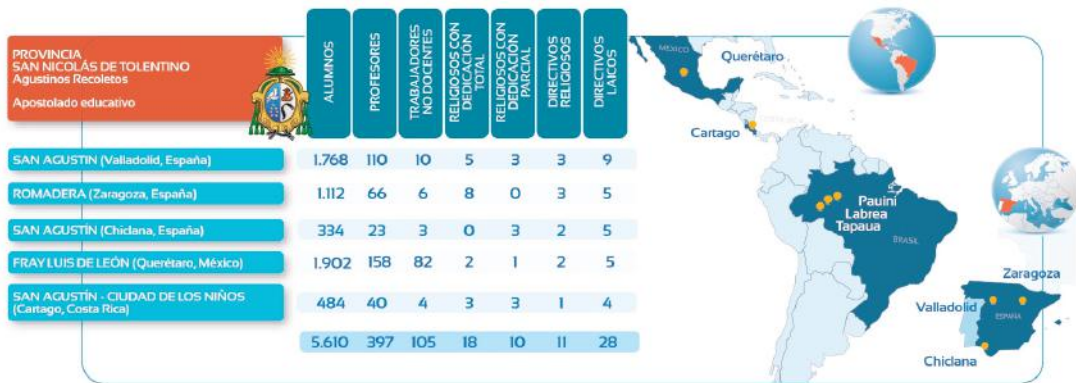 PROVINCIA
SAN NICOLÁS DE TOLENTINO
Agustinos Recoletos
Apostolado educativo
ALUMNOS
PROFESORES
TRABAJADORES
NO DOCENTES
RELIGIOSOS CON
DEDICACIÓN
TOTAL
RELIGIOSOS CON
DEDICACIÓN
PARCIAL
DIRECTIVOS
RELIGIOSOS
DIRECTIVOS
LAICOS
SAN AGUSTIN (Valladolid, España) 1.768 110 10 5 3 3 9
ROMADERA (Zaragoza, España) 1.112 66 6 8 0 3 5
SAN AGUSTÍN (Chiclana, España) 334 23 3 0 3 2 5
FRAY LUIS DE LEÓN (Querétaro, México) 1.902 158 82 2 1 2 5
SAN AGUSTÍN - CIUDAD DE LOS NIÑOS
(Cartago, Costa Rica) 484 40 4 3 3 1 4
5.610 397 105 18 10 11 28
MÉXICO
Querétaro
Cartago
Pauini
Labrea
Tapaua
BRASIL
Zaragoza
Valladolid
ESPAÑA
Chiclana